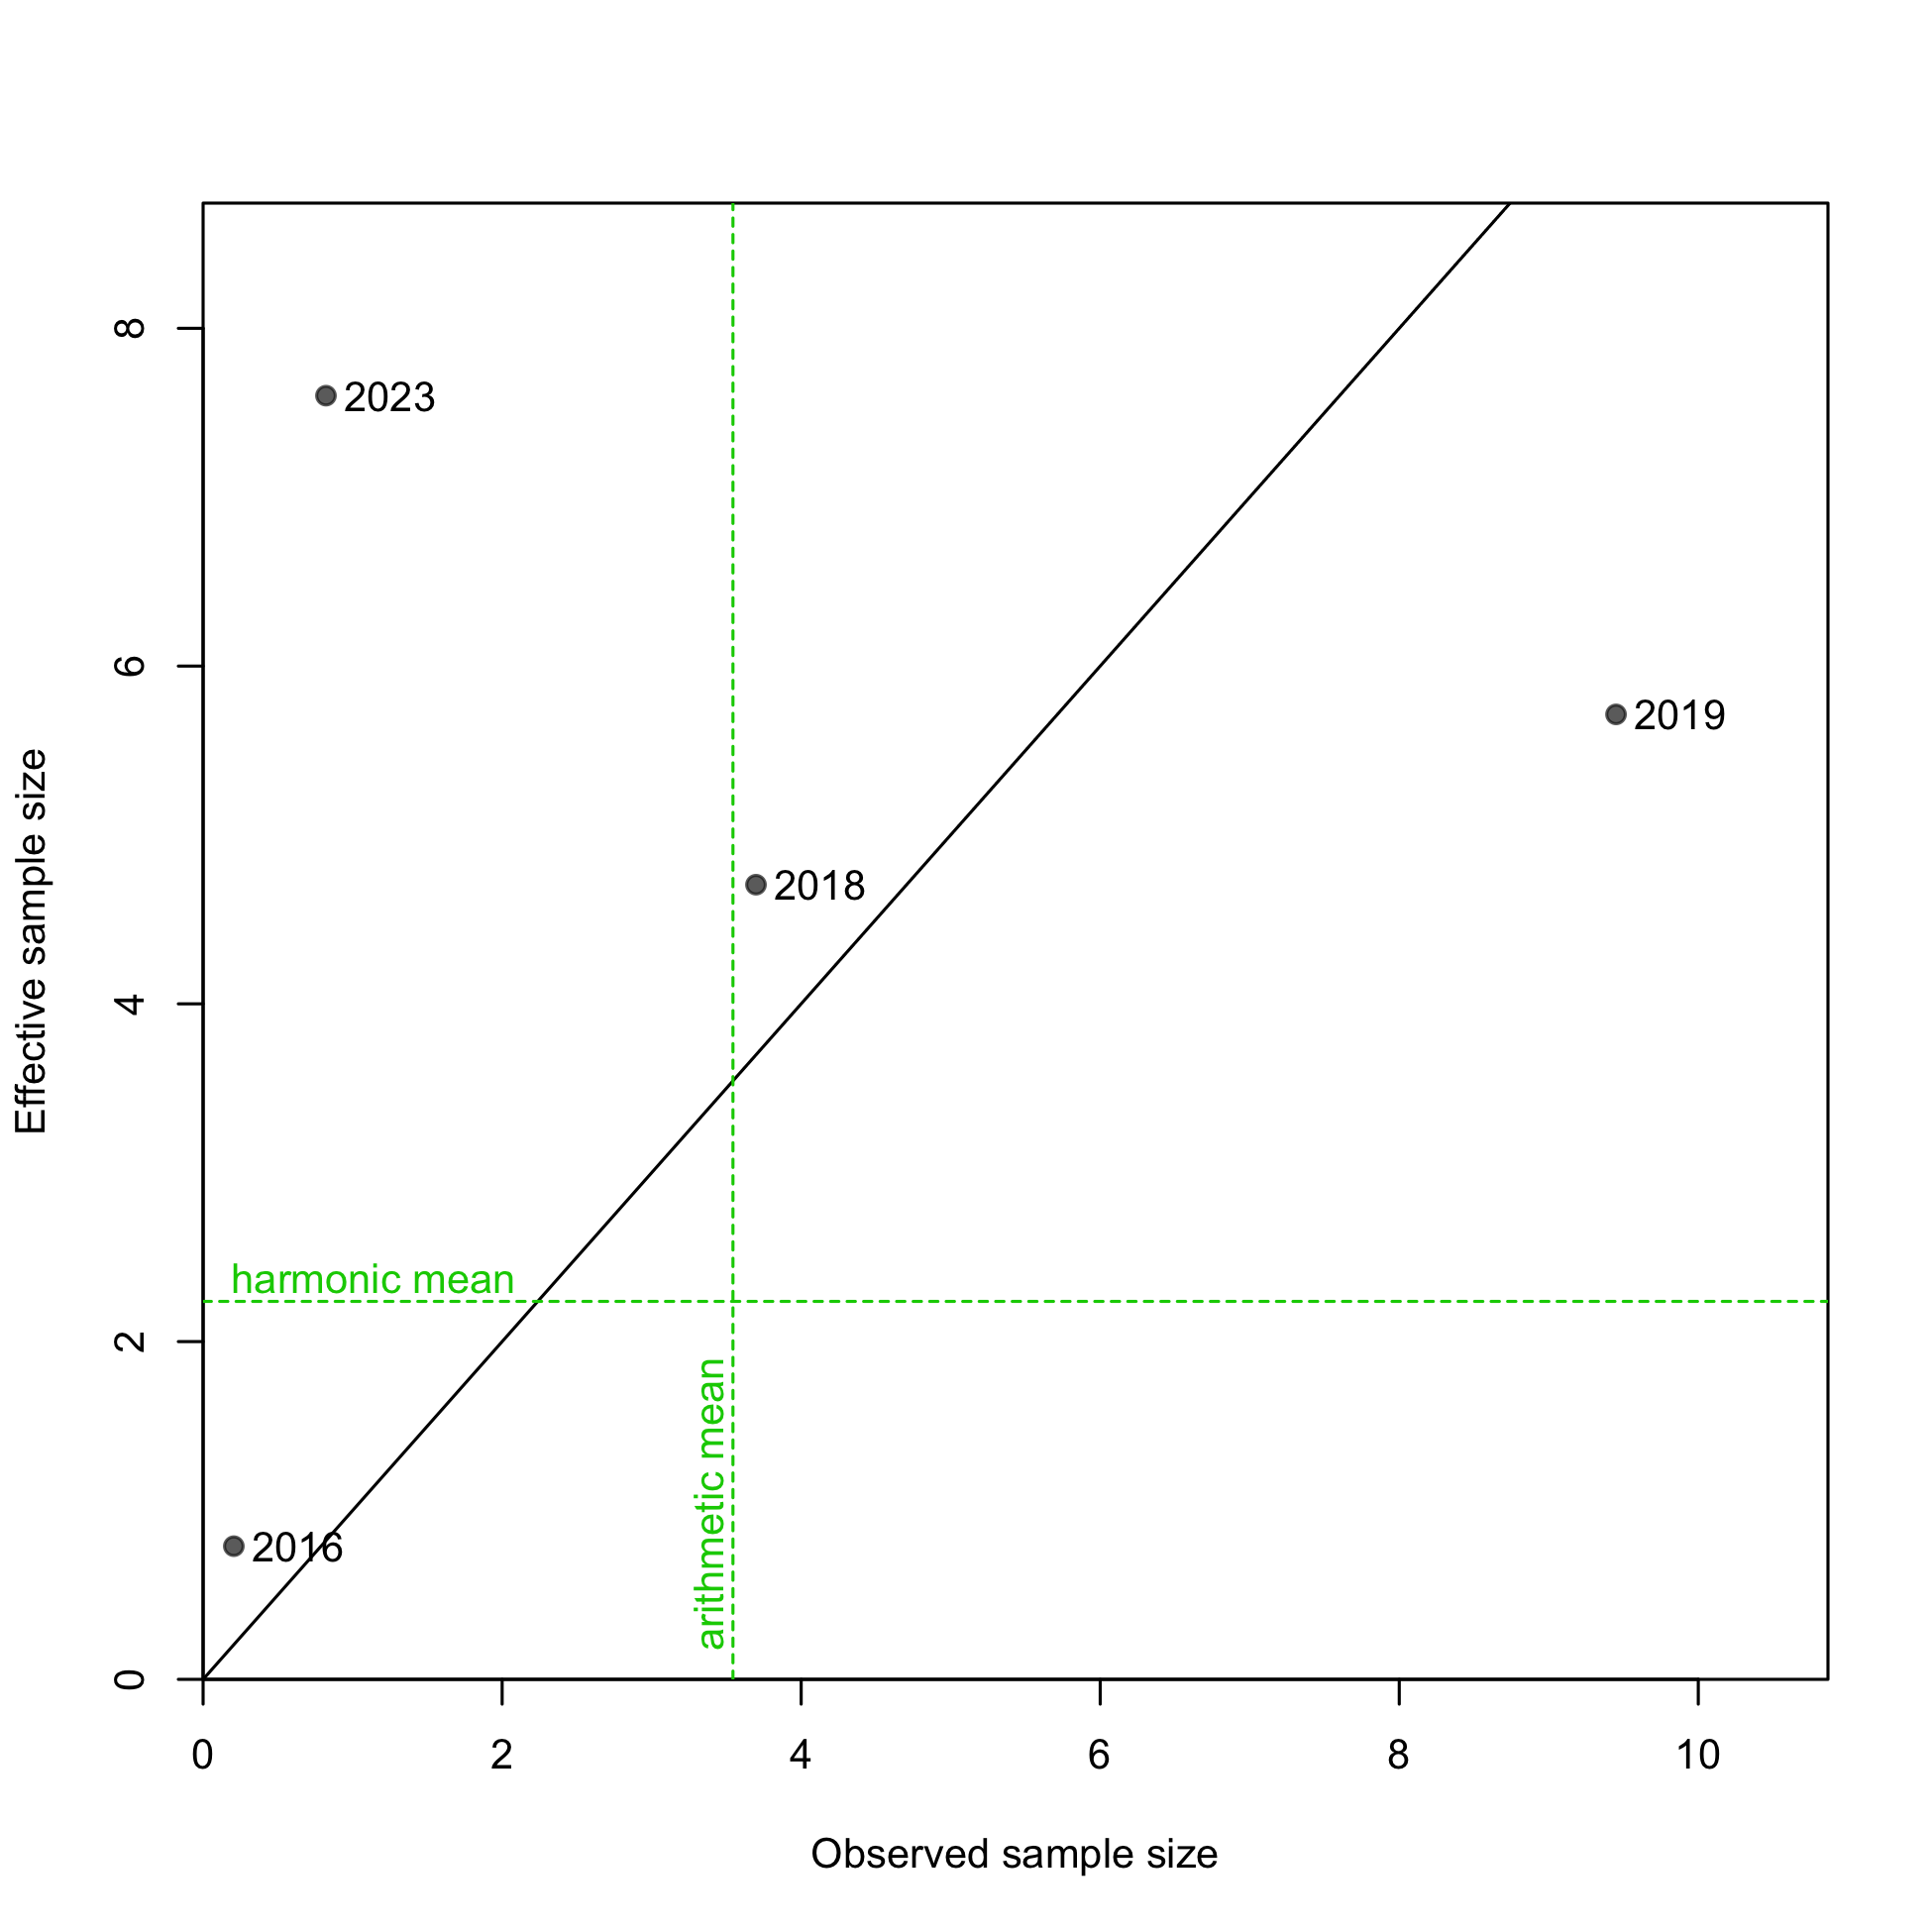 8
2023
6
2019
Effective sample size
2018
4
harmonic mean
2
arithmetic mean
2016
0
0 2 4 6 8 10
Observed sample size